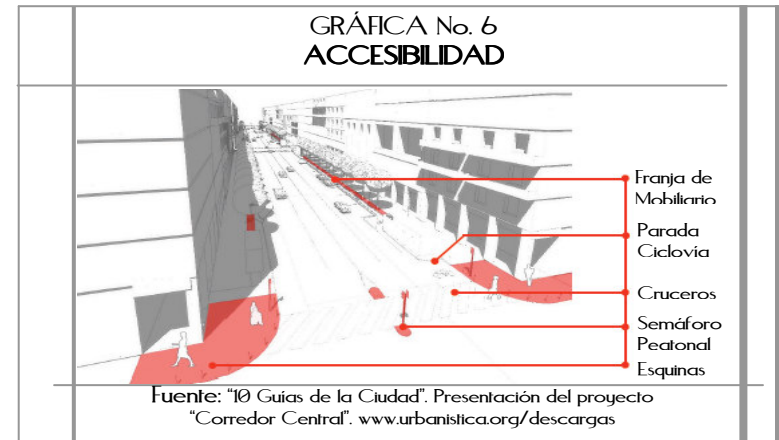 GRÁFICA No. 6
ACCESIBILIDAD
Franja de
Mobiliario
Parada
Ciclovía
Cruceros
Semáforo
Peatonal
Esquinas
Fuente: “10 Guías de la Ciudad”. Presentación del proyecto
“Corredor Central”. www.urbanistica.org/descargas